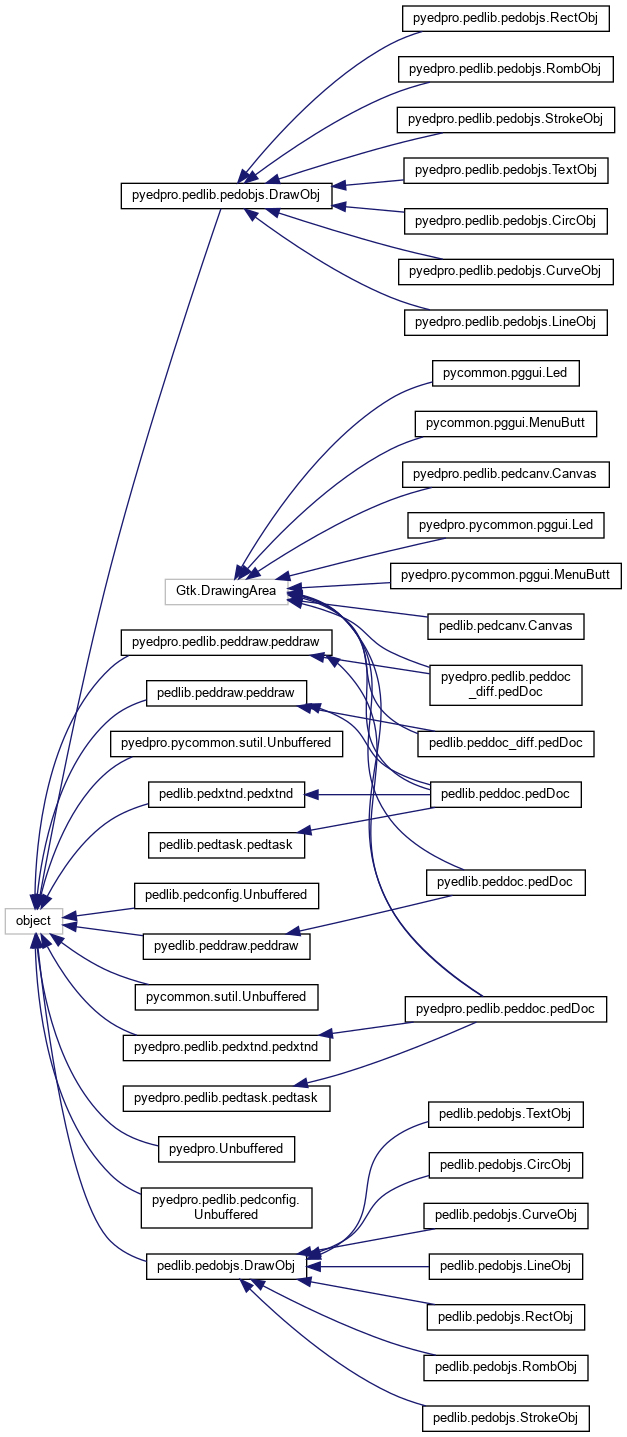 pyedpro.pedlib.pedobjs.RectObj
pyedpro.pedlib.pedobjs.RombObj
pyedpro.pedlib.pedobjs.StrokeObj
pyedpro.pedlib.pedobjs.TextObj
pyedpro.pedlib.pedobjs.DrawObj
pyedpro.pedlib.pedobjs.CircObj
pyedpro.pedlib.pedobjs.CurveObj
pyedpro.pedlib.pedobjs.LineObj
pycommon.pggui.Led
pycommon.pggui.MenuButt
pyedpro.pedlib.pedcanv.Canvas
pyedpro.pycommon.pggui.Led
pyedpro.pycommon.pggui.MenuButt
Gtk.DrawingArea
pedlib.pedcanv.Canvas
pyedpro.pedlib.peddraw.peddraw
pyedpro.pedlib.peddoc
_diff.pedDoc
pedlib.peddraw.peddraw
pyedpro.pycommon.sutil.Unbuffered
pedlib.peddoc_diff.pedDoc
pedlib.pedxtnd.pedxtnd
pedlib.peddoc.pedDoc
pedlib.pedtask.pedtask
pyedlib.peddoc.pedDoc
pedlib.pedconfig.Unbuffered
object
pyedlib.peddraw.peddraw
pycommon.sutil.Unbuffered
pyedpro.pedlib.peddoc.pedDoc
pyedpro.pedlib.pedxtnd.pedxtnd
pyedpro.pedlib.pedtask.pedtask
pedlib.pedobjs.TextObj
pyedpro.Unbuffered
pedlib.pedobjs.CircObj
pyedpro.pedlib.pedconfig.
Unbuffered
pedlib.pedobjs.CurveObj
pedlib.pedobjs.DrawObj
pedlib.pedobjs.LineObj
pedlib.pedobjs.RectObj
pedlib.pedobjs.RombObj
pedlib.pedobjs.StrokeObj